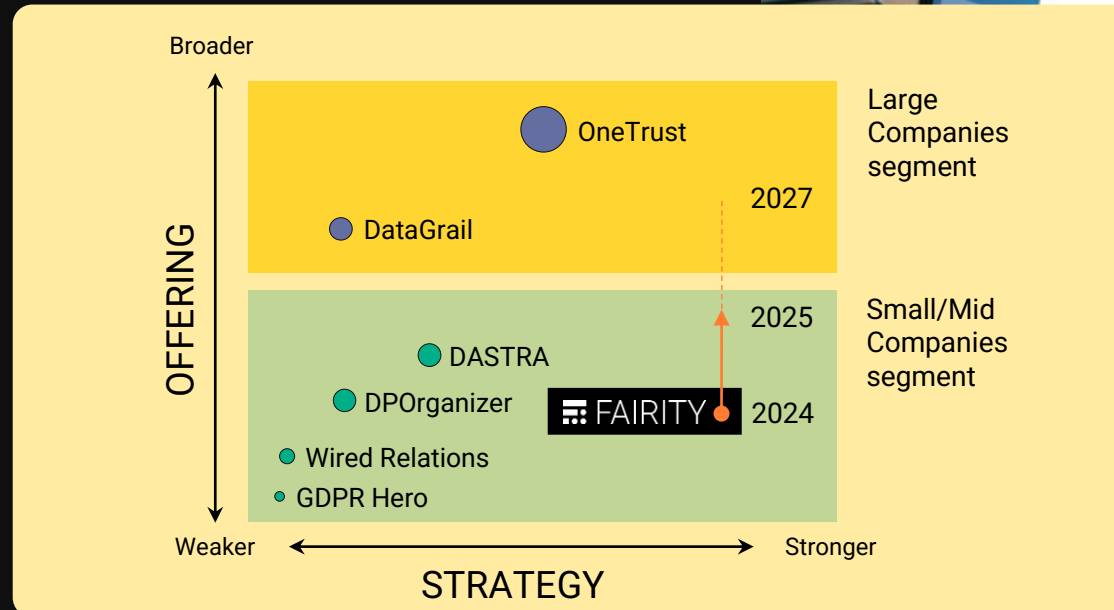 Broader
Large
Companies
segment
OneTrust
2027
DataGrail
OFFERING
Small/Mid
Companies
segment
2025
DASTRA
DPOrganizer
FAIRITY
2024
Wired Relations
GDPR Hero
Weaker
Stronger
STRATEGY